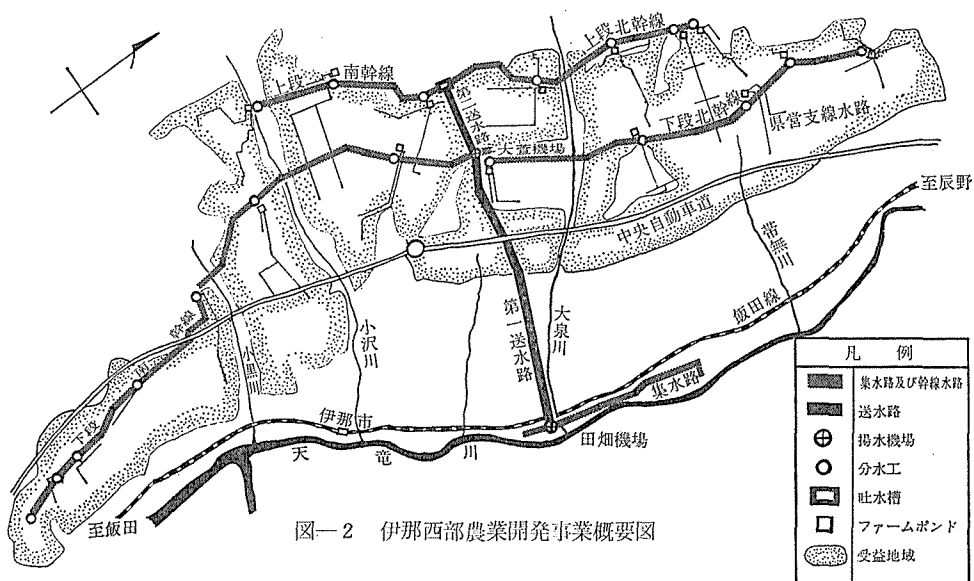 上段北幹線
上段南幹線
第二送水路
大萱機場
下段北幹線
県営支線水路
至辰野
中央自動車道
帯無川
飯田線
大泉川
第一送水路
小沢川
小黒川
下段南幹線
集水路
伊那市
田畑機場
天竜川
至飯田
凡例
集水路及び幹線水路
送水路
揚水機場
分水工
吐水槽
ファームポンド
受益地域
図―2 伊那西部農業開発事業概要図